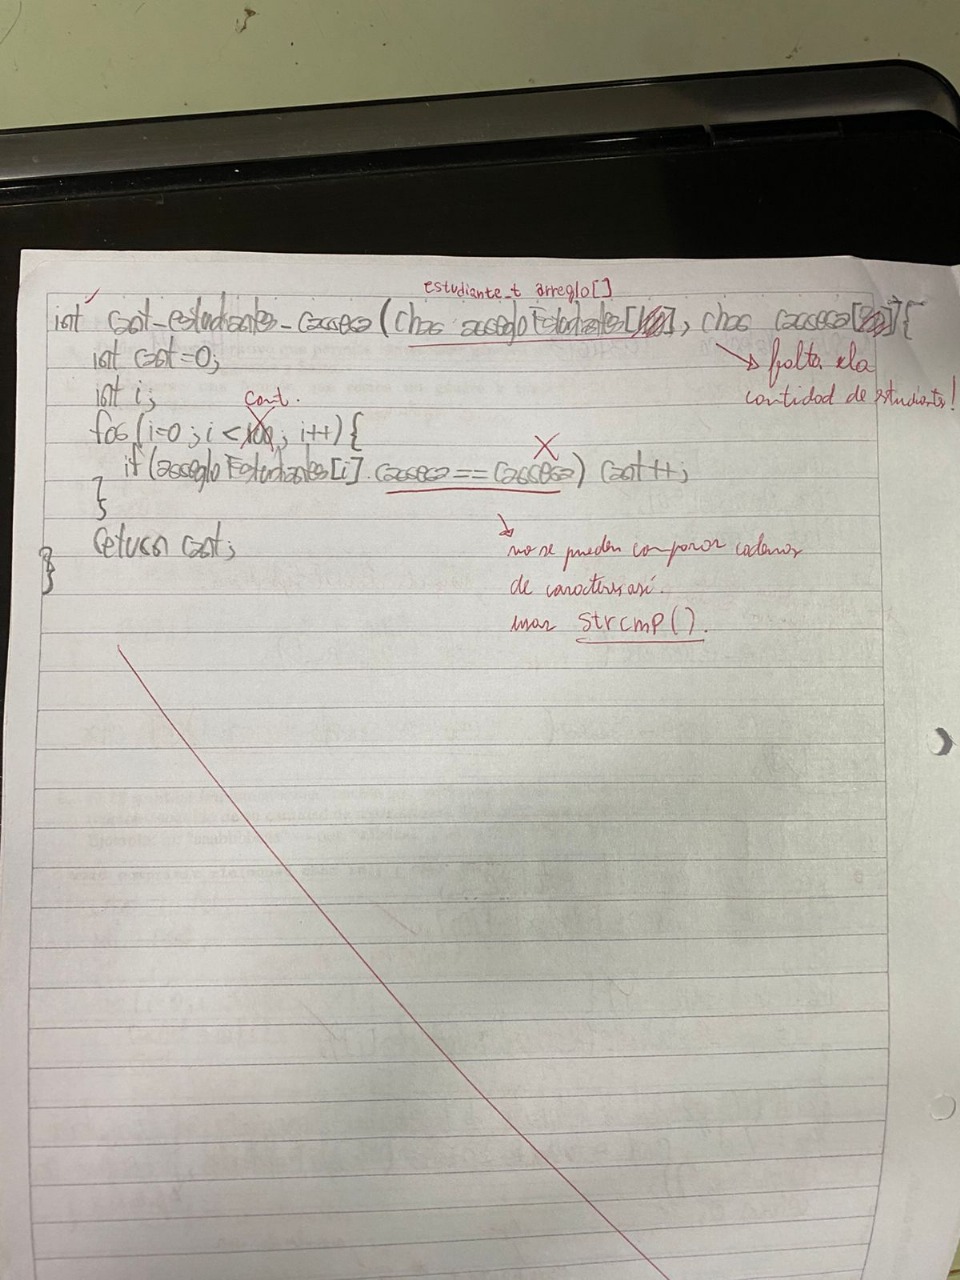 estudiante_t arreglo[]
int cant_estudiantes_carrera (char arregloEstudiantes[100], char carrera[20]){
int cant=0;
falta la
int i;
cantidad de estudiantes!
cant.
for (i=0; i<100; i++){
X
if (arregloEstudiantes[i].carrera == carrera) cant++;
}
return cant;
no se pueden comparar cadenas
}
de caracteres así.
usar strcmp().